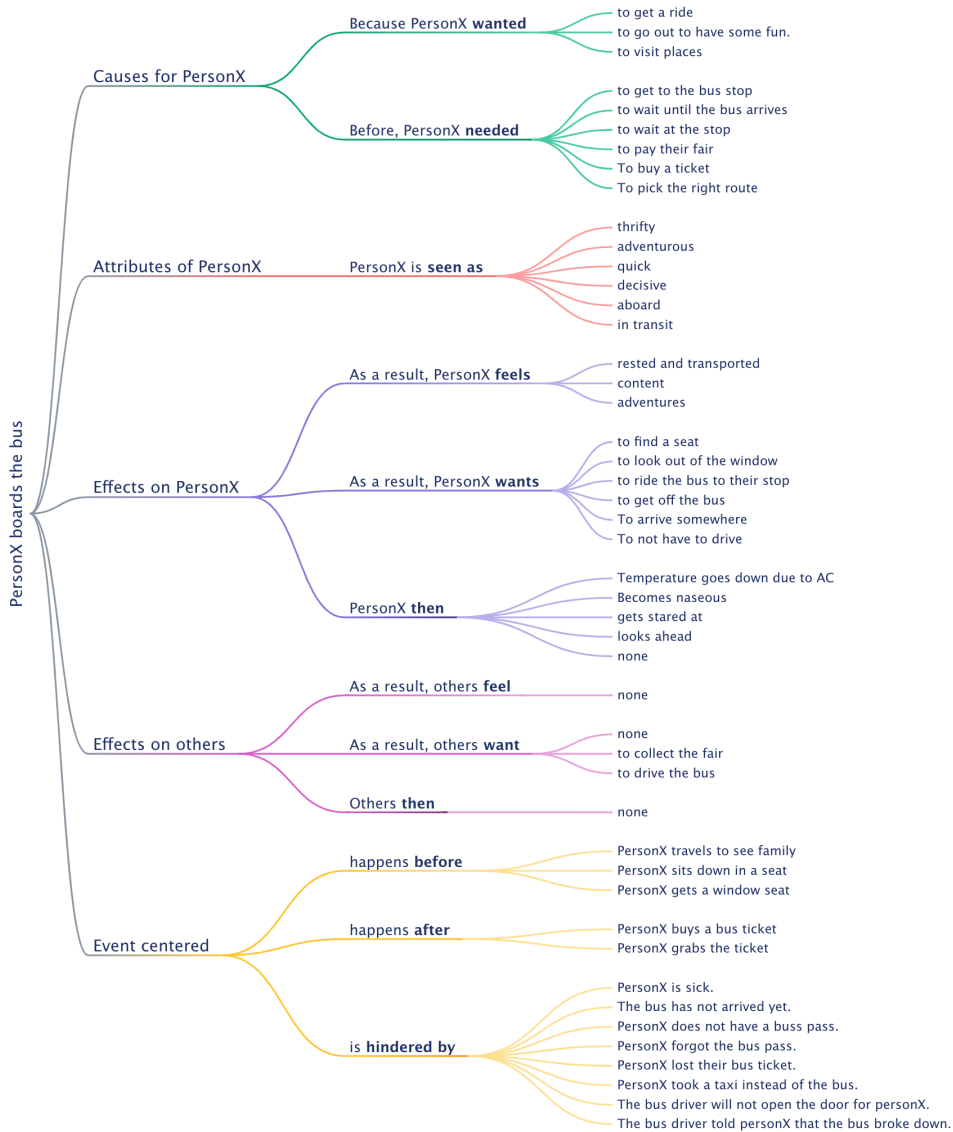 PersonX boards the bus
Causes for PersonX
Because PersonX wanted
to get a ride
to go out to have some fun.
to visit places
Before, PersonX needed
to get to the bus stop
to wait until the bus arrives
to wait at the stop
to pay their fair
To buy a ticket
To pick the right route
Attributes of PersonX
PersonX is seen as
thrifty
adventurous
quick
decisive
aboard
in transit
Effects on PersonX
As a result, PersonX feels
rested and transported
content
adventures
As a result, PersonX wants
to find a seat
to look out of the window
to ride the bus to their stop
to get off the bus
To arrive somewhere
To not have to drive
PersonX then
Temperature goes down due to AC
Becomes naseous
gets stared at
looks ahead
none
Effects on others
As a result, others feel
none
As a result, others want
none
to collect the fair
to drive the bus
Others then
none
Event centered
happens before
PersonX travels to see family
PersonX sits down in a seat
PersonX gets a window seat
happens after
PersonX buys a bus ticket
PersonX grabs the ticket
is hindered by
PersonX is sick.
The bus has not arrived yet.
PersonX does not have a buss pass.
PersonX forgot the bus pass.
PersonX lost their bus ticket.
PersonX took a taxi instead of the bus.
The bus driver will not open the door for personX.
The bus driver told personX that the bus broke down.